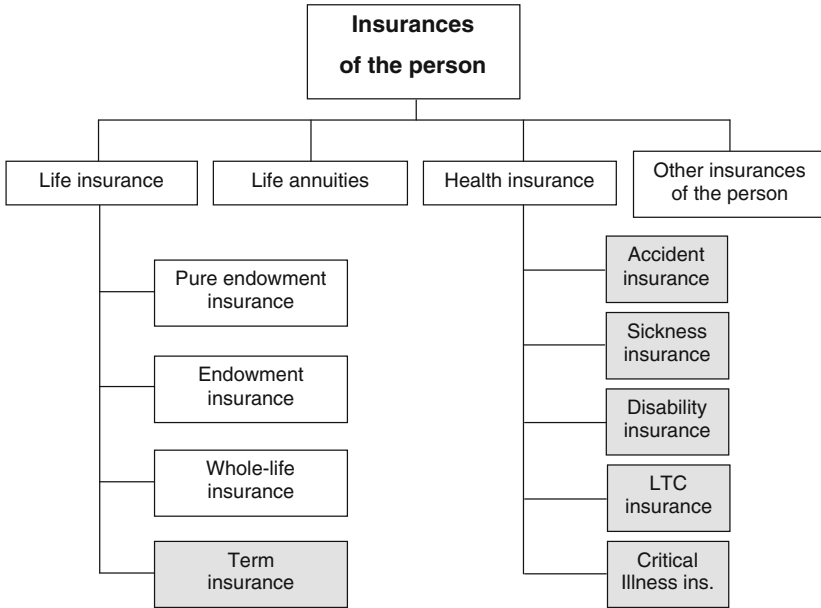 Insurances
of the person
Life insurance
Life annuities
Health insurance
Other insurances
of the person
Pure endowment
insurance
Endowment
insurance
Whole-life
insurance
Term
insurance
Accident
insurance
Sickness
insurance
Disability
insurance
LTC
insurance
Critical
Illness ins.